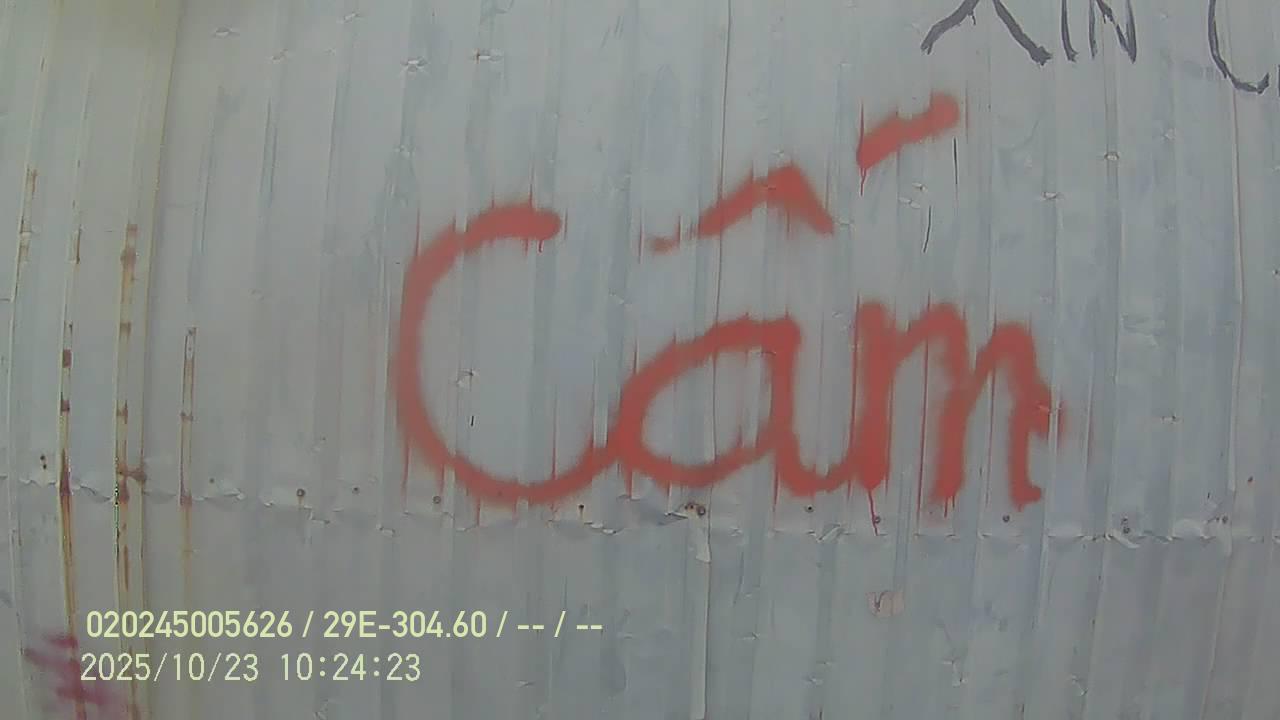 XIN
Cấm
020245005626 / 29E-304.60 / -- / --
2025/10/23 10:24:23